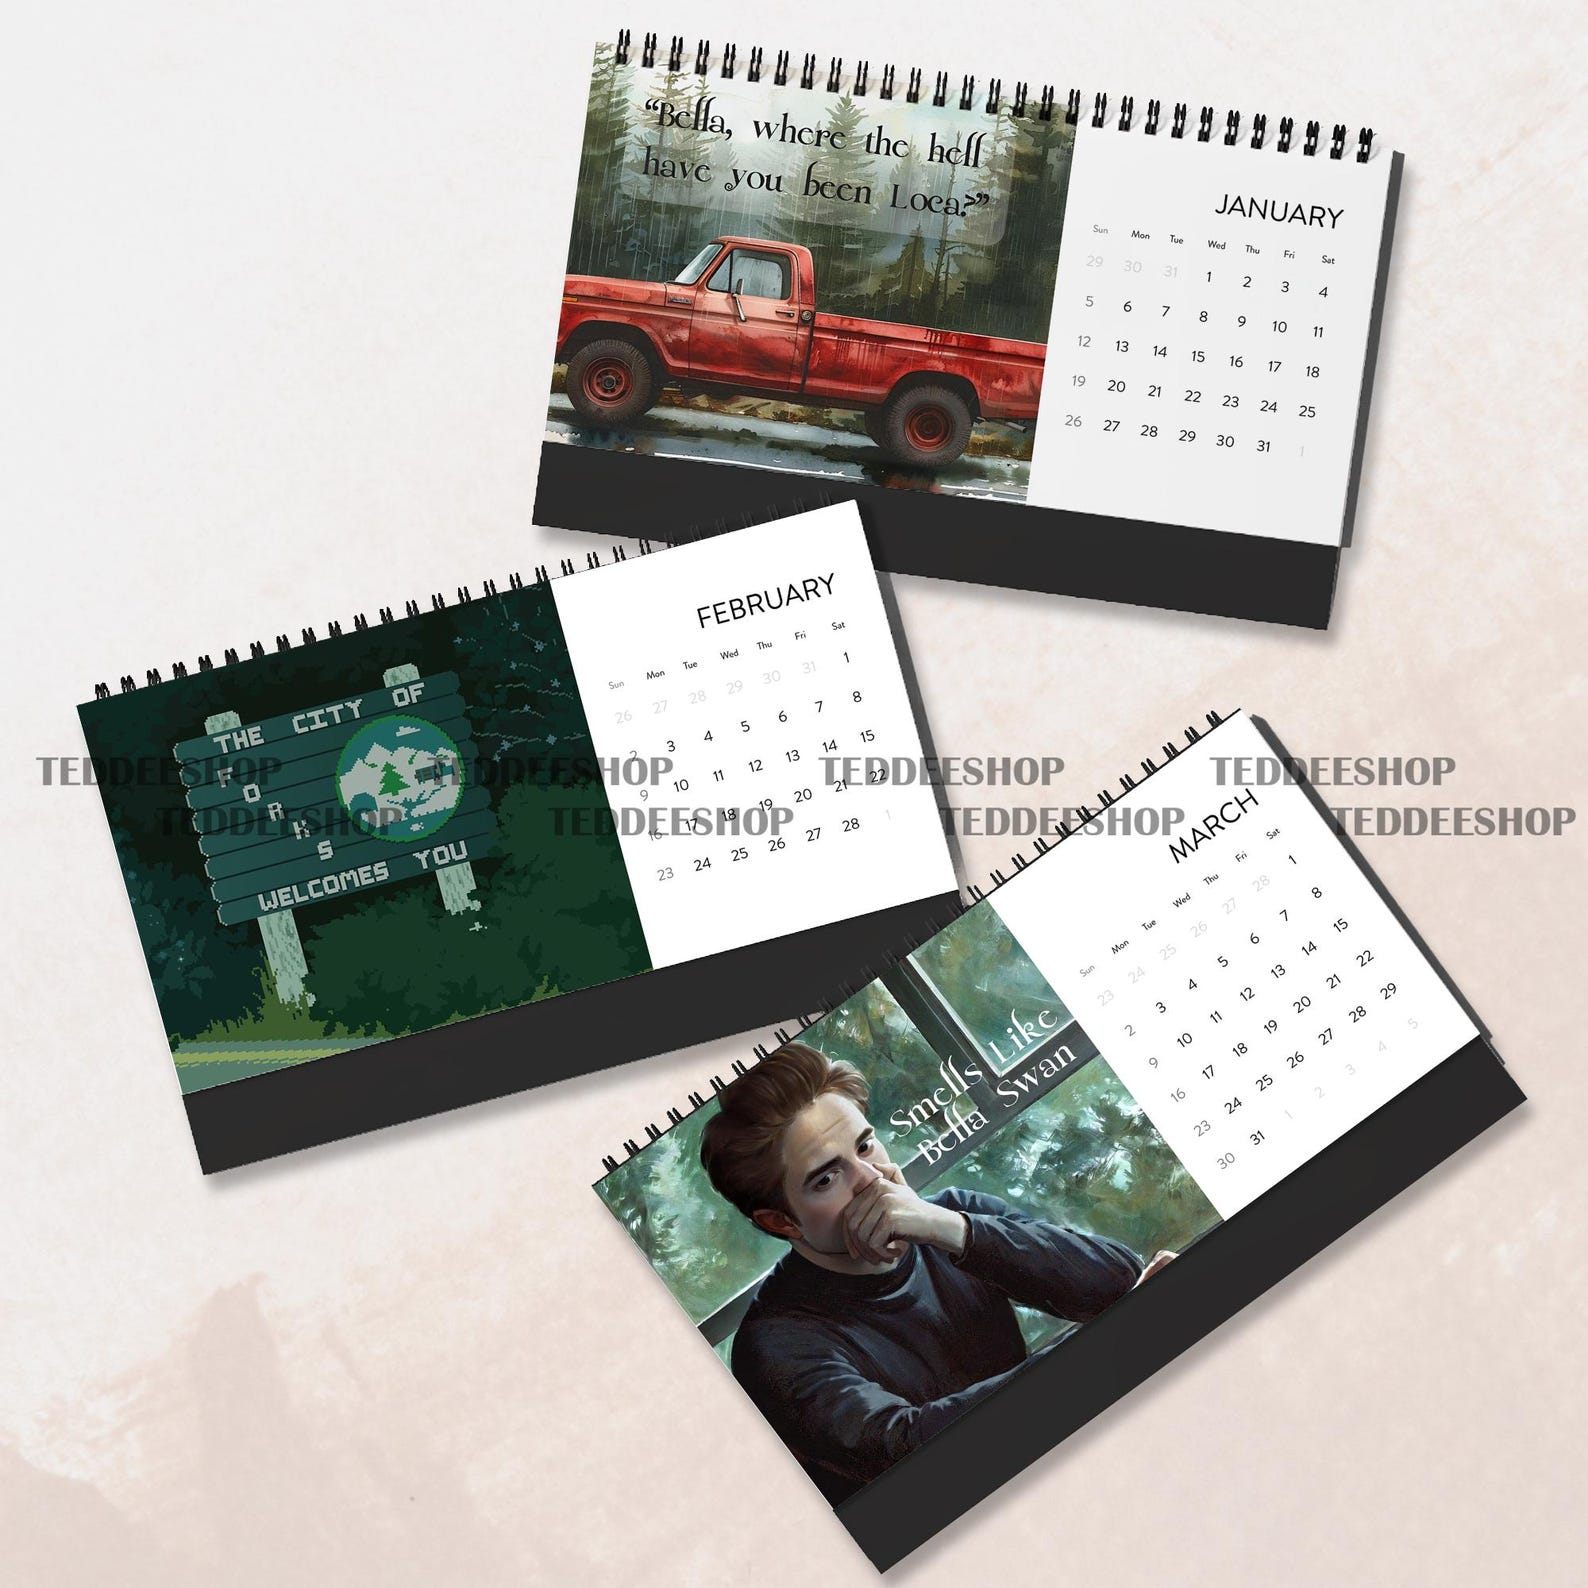 “Bella, where the hell
have you been Loca?”
JANUARY
Sun Mon Tue Wed Thu Fri Sat
29 30 31 1 2 3 4
5 6 7 8 9 10 11
12 13 14 15 16 17 18
19 20 21 22 23 24 25
26 27 28 29 30 31 1
THE CITY OF
F
O
R
K
S
WELCOMES YOU
FEBRUARY
Sun Mon Tue Wed Thu Fri Sat
26 27 28 29 30 31 1
2 3 4 5 6 7 8
9 10 11 12 13 14 15
16 17 18 19 20 21 22
23 24 25 26 27 28 1
TEDDEESHOP TEDDEESHOP TEDDEESHOP TEDDEESHOP
TEDDEESHOP TEDDEESHOP TEDDEESHOP TEDDEESHOP
Smells Like
Bella Swan
MARCH
Sun Mon Tue Wed Thu Fri Sat
23 24 25 26 27 28 1
2 3 4 5 6 7 8
9 10 11 12 13 14 15
16 17 18 19 20 21 22
23 24 25 26 27 28 29
30 31 1 2 3 4 5